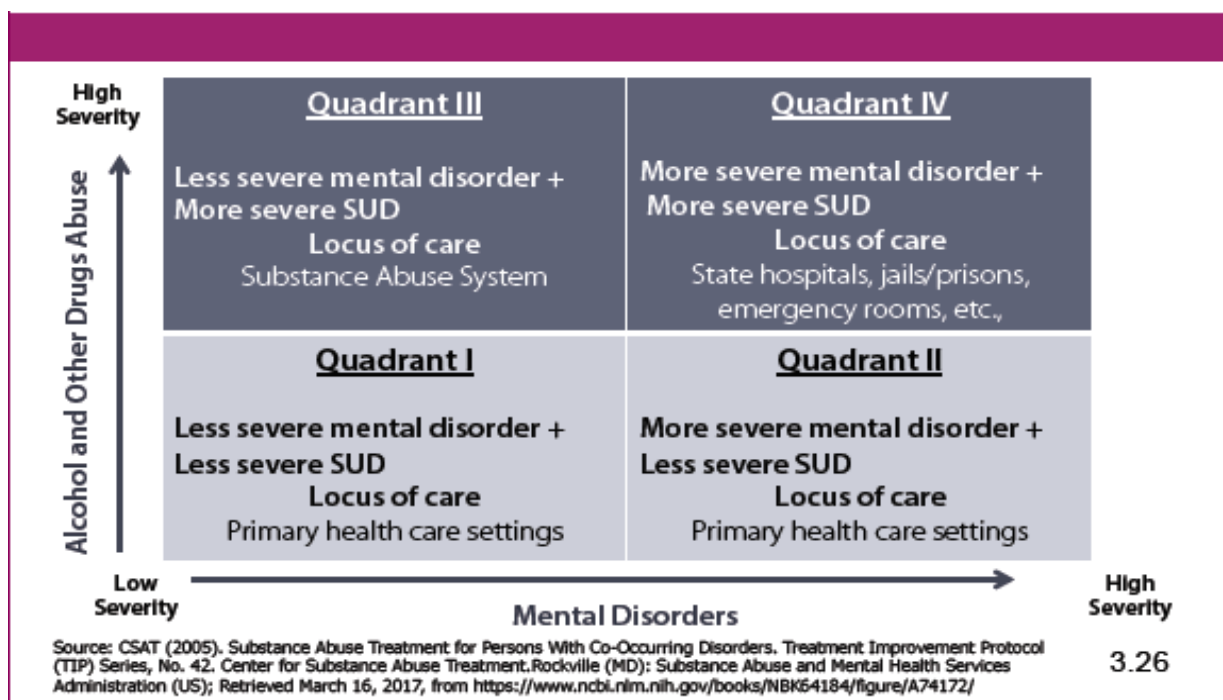 High
Severity
Quadrant III
Less severe mental disorder +
More severe SUD
Locus of care
Substance Abuse System
Quadrant IV
More severe mental disorder +
More severe SUD
Locus of care
State hospitals, jails/prisons,
emergency rooms, etc.,
Alcohol and Other Drugs Abuse
Quadrant I
Less severe mental disorder +
Less severe SUD
Locus of care
Primary health care settings
Quadrant II
More severe mental disorder +
Less severe SUD
Locus of care
Primary health care settings
Low
Severity
Mental Disorders
High
Severity
Source: CSAT (2005). Substance Abuse Treatment for Persons With Co-Occurring Disorders. Treatment Improvement Protocol
(TIP) Series, No. 42. Center for Substance Abuse Treatment.Rockville (MD): Substance Abuse and Mental Health Services
Administration (US); Retrieved March 16, 2017, from https://www.ncbi.nlm.nih.gov/books/NBK64184/figure/A74172/
3.26